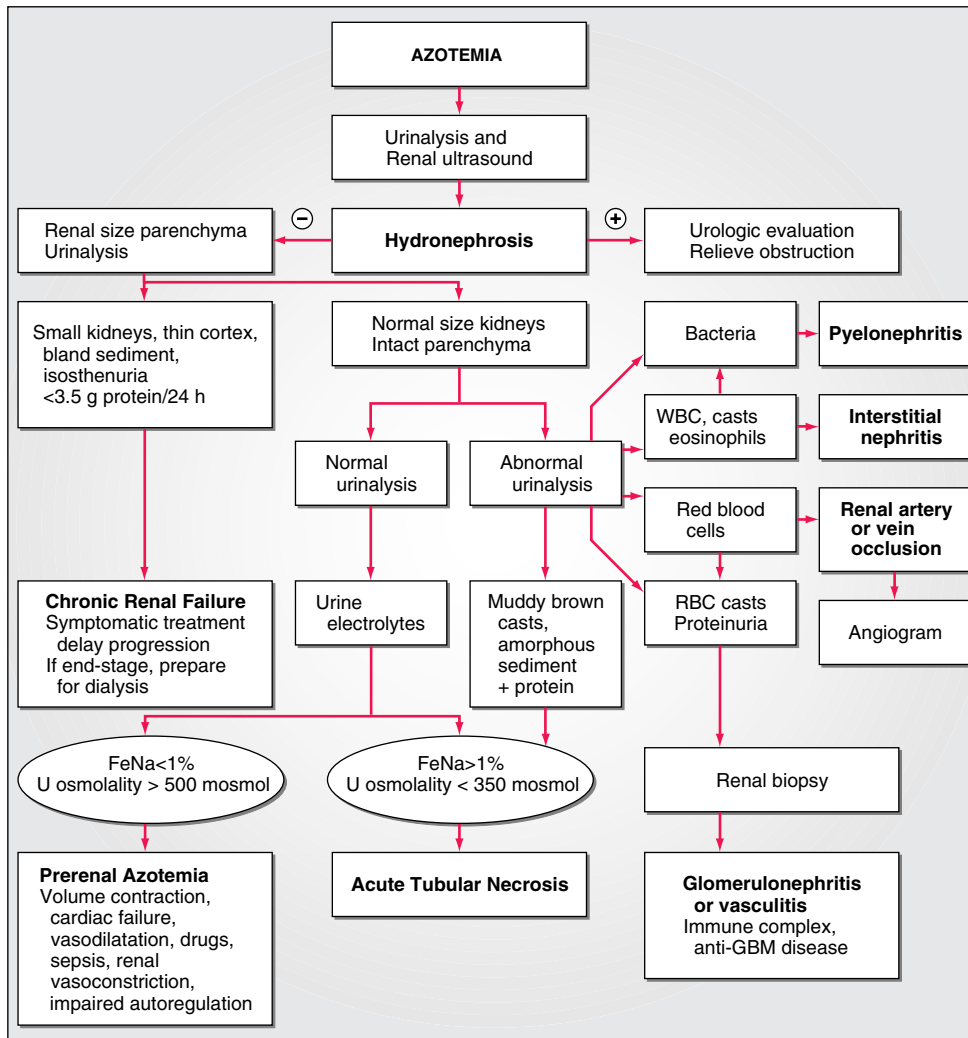 AZOTEMIA
Urinalysis and
Renal ultrasound
Hydronephrosis
−
+
Renal size parenchyma
Urinalysis
Urologic evaluation
Relieve obstruction
Small kidneys, thin cortex,
bland sediment,
isosthenuria
<3.5 g protein/24 h
Normal size kidneys
Intact parenchyma
Bacteria
Pyelonephritis
WBC, casts
eosinophils
Interstitial
nephritis
Normal
urinalysis
Abnormal
urinalysis
Red blood
cells
Renal artery
or vein
occlusion
Chronic Renal Failure
Symptomatic treatment
delay progression
If end-stage, prepare
for dialysis
Urine
electrolytes
Muddy brown
casts,
amorphous
sediment
+ protein
RBC casts
Proteinuria
Angiogram
FeNa<1%
U osmolality > 500 mosmol
FeNa>1%
U osmolality < 350 mosmol
Renal biopsy
Prerenal Azotemia
Volume contraction,
cardiac failure,
vasodilatation, drugs,
sepsis, renal
vasoconstriction,
impaired autoregulation
Acute Tubular Necrosis
Glomerulonephritis
or vasculitis
Immune complex,
anti-GBM disease